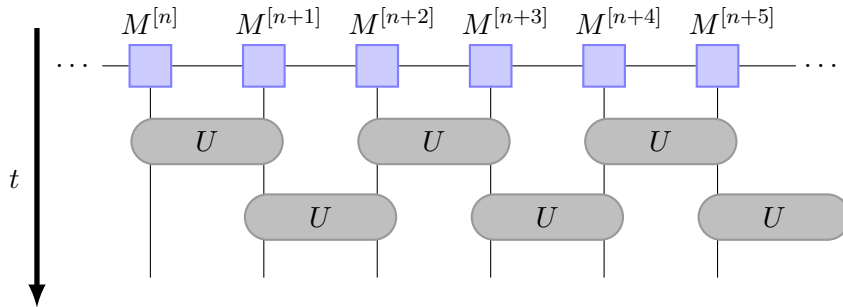 M^{[n]} M^{[n+1]} M^{[n+2]} M^{[n+3]} M^{[n+4]} M^{[n+5]}
··· ···
U U U
t
U U U